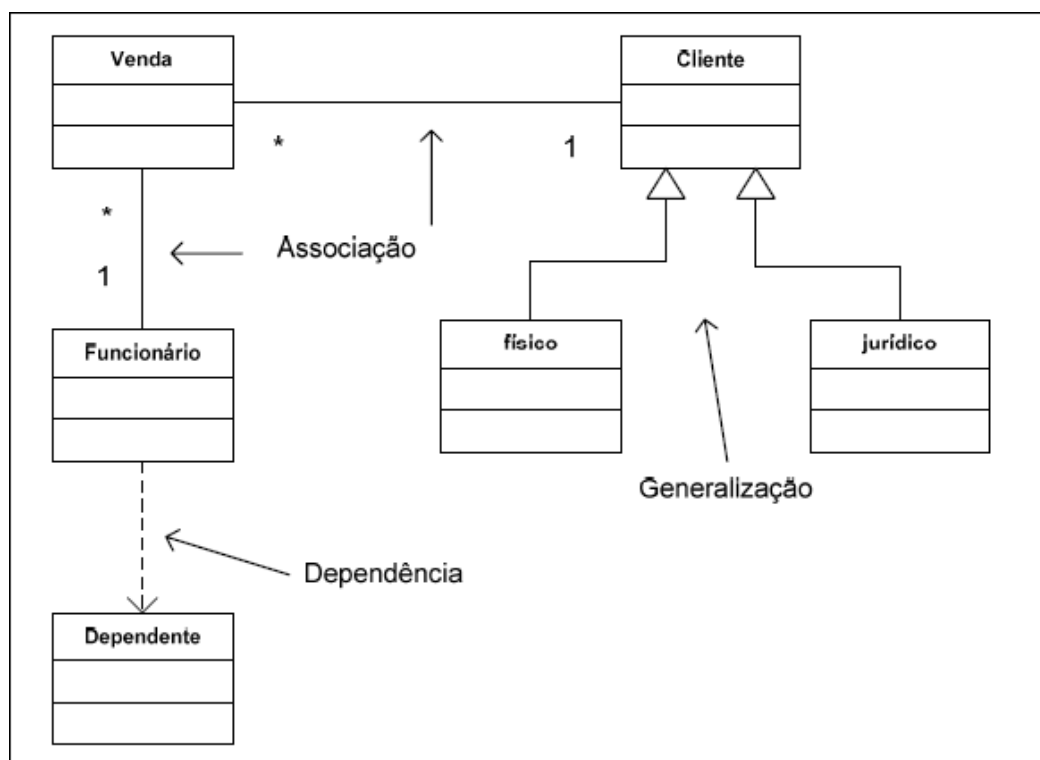 Venda
Cliente
*
1
*
Associação
1
Funcionário
físico
jurídico
Generalização
Dependência
Dependente